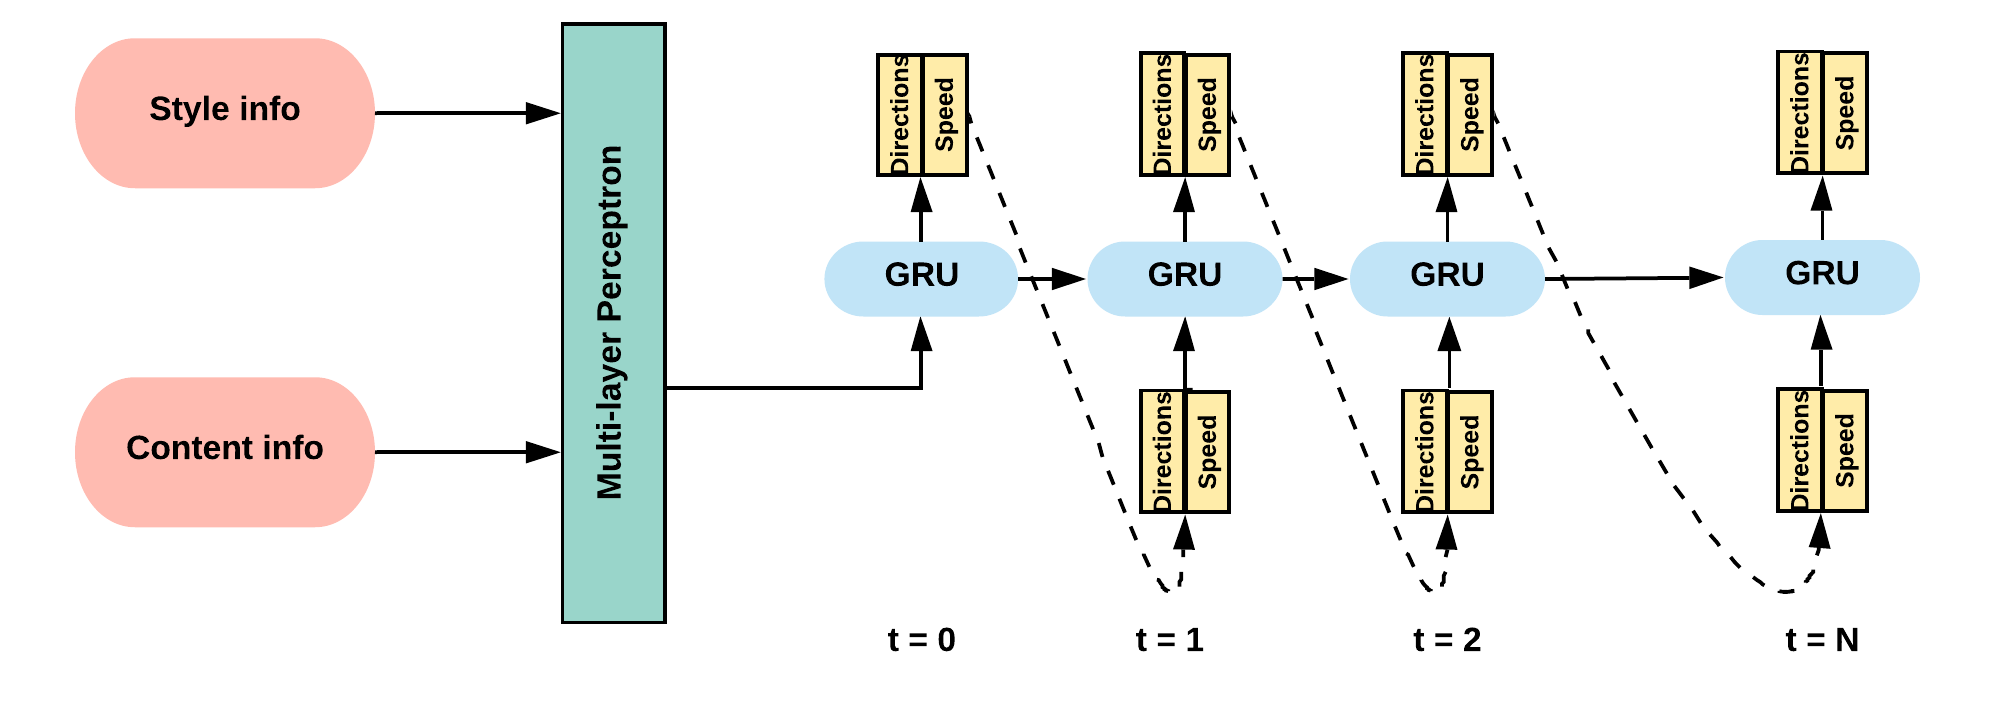 Style info
Content info
Multi-layer Perceptron
Directions
Speed
Directions
Speed
Directions
Speed
Directions
Speed
GRU
GRU
GRU
GRU
Directions
Speed
Directions
Speed
Directions
Speed
t = 0
t = 1
t = 2
t = N